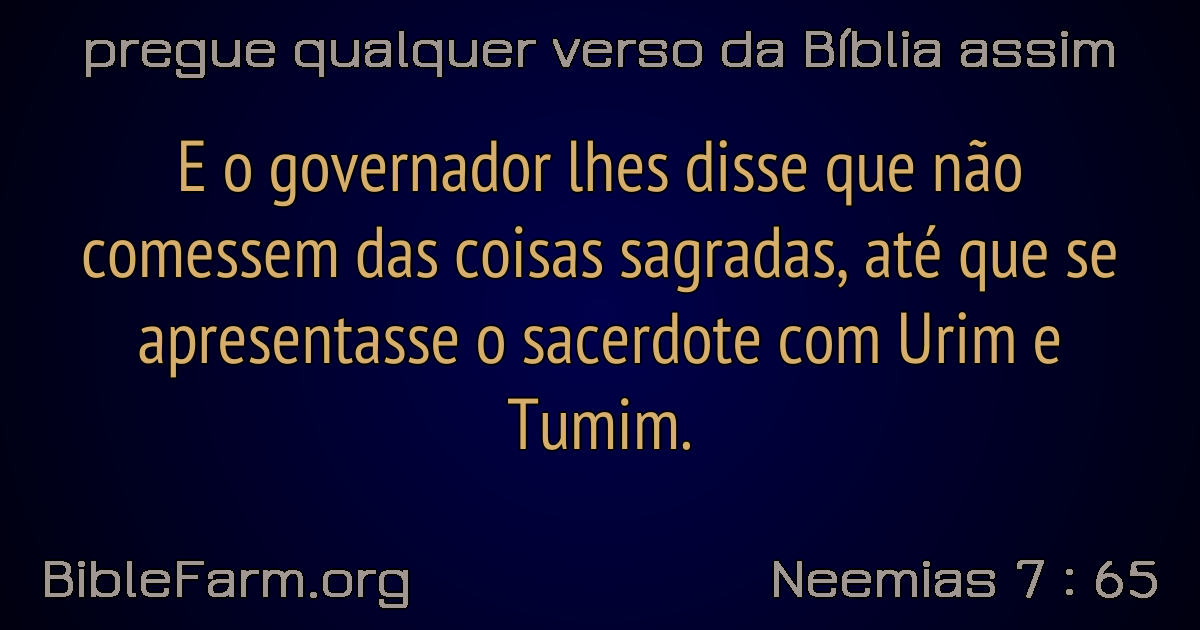 pregue qualquer verso da Bíblia assim
E o governador lhes disse que não
comessem das coisas sagradas, até que se
apresentasse o sacerdote com Urim e
Tumim.
BibleFarm.org
Neemias 7 : 65